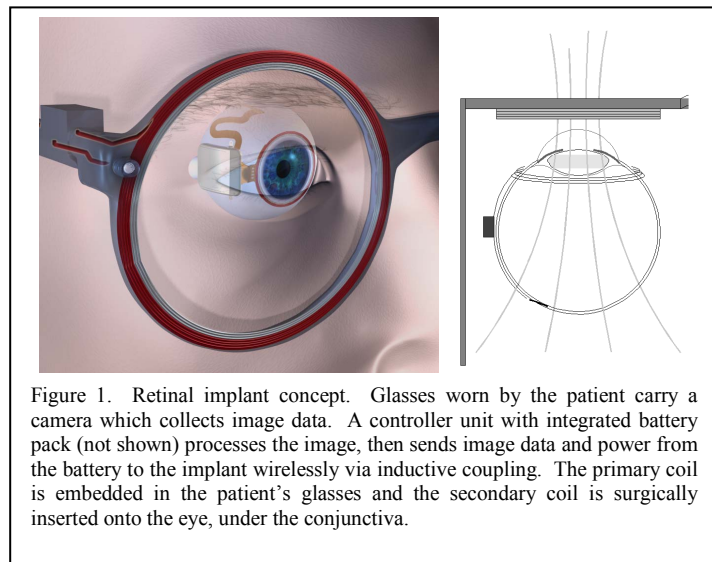 Figure 1. Retinal implant concept. Glasses worn by the patient carry a
camera which collects image data. A controller unit with integrated battery
pack (not shown) processes the image, then sends image data and power from
the battery to the implant wirelessly via inductive coupling. The primary coil
is embedded in the patient’s glasses and the secondary coil is surgically
inserted onto the eye, under the conjunctiva.